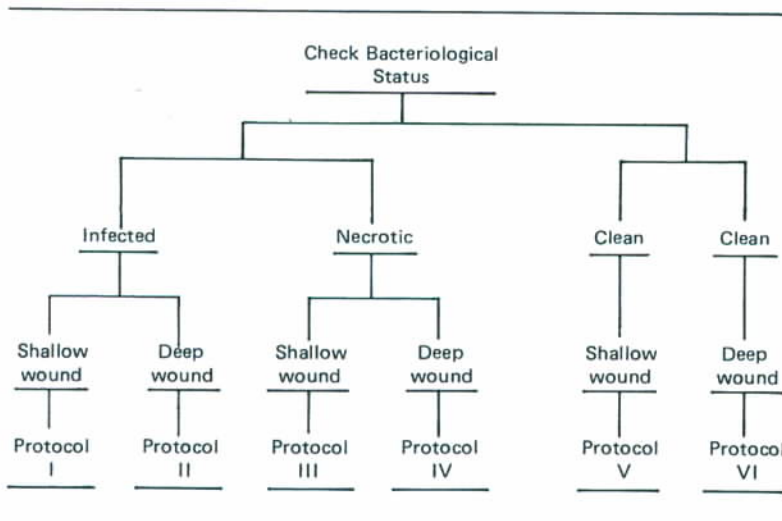 Check Bacteriological
Status
Infected
Necrotic
Clean
Clean
Shallow
wound
Deep
wound
Shallow
wound
Deep
wound
Shallow
wound
Deep
wound
Protocol
I
Protocol
II
Protocol
III
Protocol
IV
Protocol
V
Protocol
VI